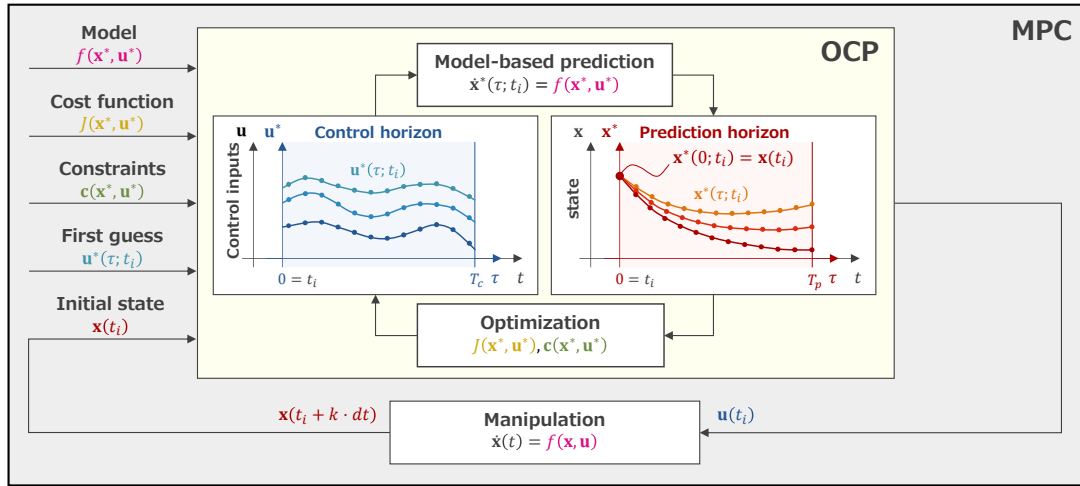 MPC
OCP
Model
f(x*, u*)
Cost function
J(x*, u*)
Constraints
c(x*, u*)
First guess
u*(τ; t_i)
Initial state
x(t_i)
Model-based prediction
ẋ*(τ; t_i) = f(x*, u*)
u u* Control horizon
Control inputs
u*(τ; t_i)
0 = t_i T_c τ t
x x* Prediction horizon
x*(0; t_i) = x(t_i)
state
x*(τ; t_i)
0 = t_i T_p τ t
Optimization
J(x*, u*), c(x*, u*)
x(t_i + k · dt)
Manipulation
ẋ(t) = f(x, u)
u(t_i)